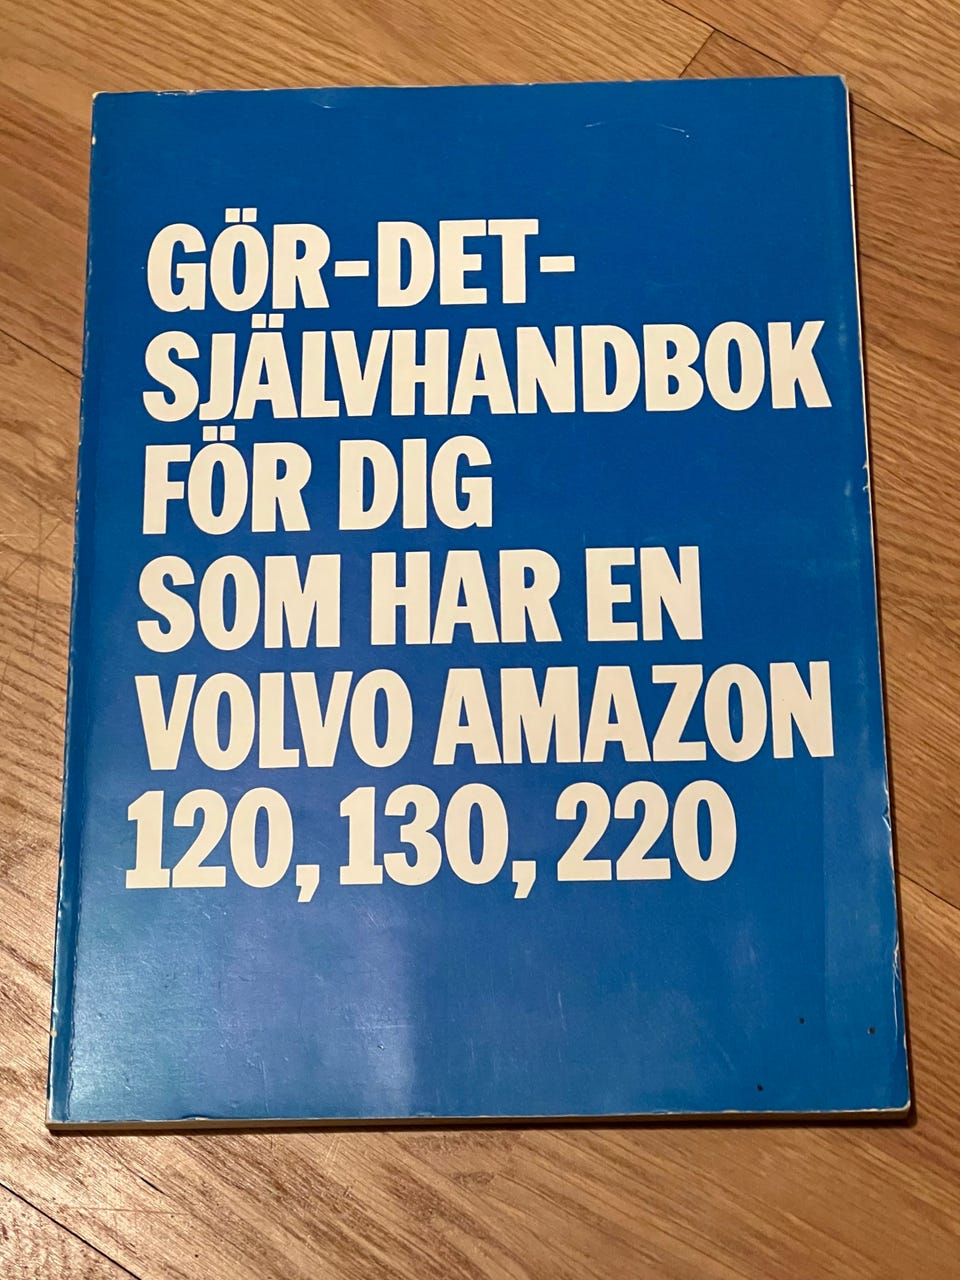 GÖR-DET-
SJÄLVHANDBOK
FÖR DIG
SOM HAR EN
VOLVO AMAZON
120, 130, 220